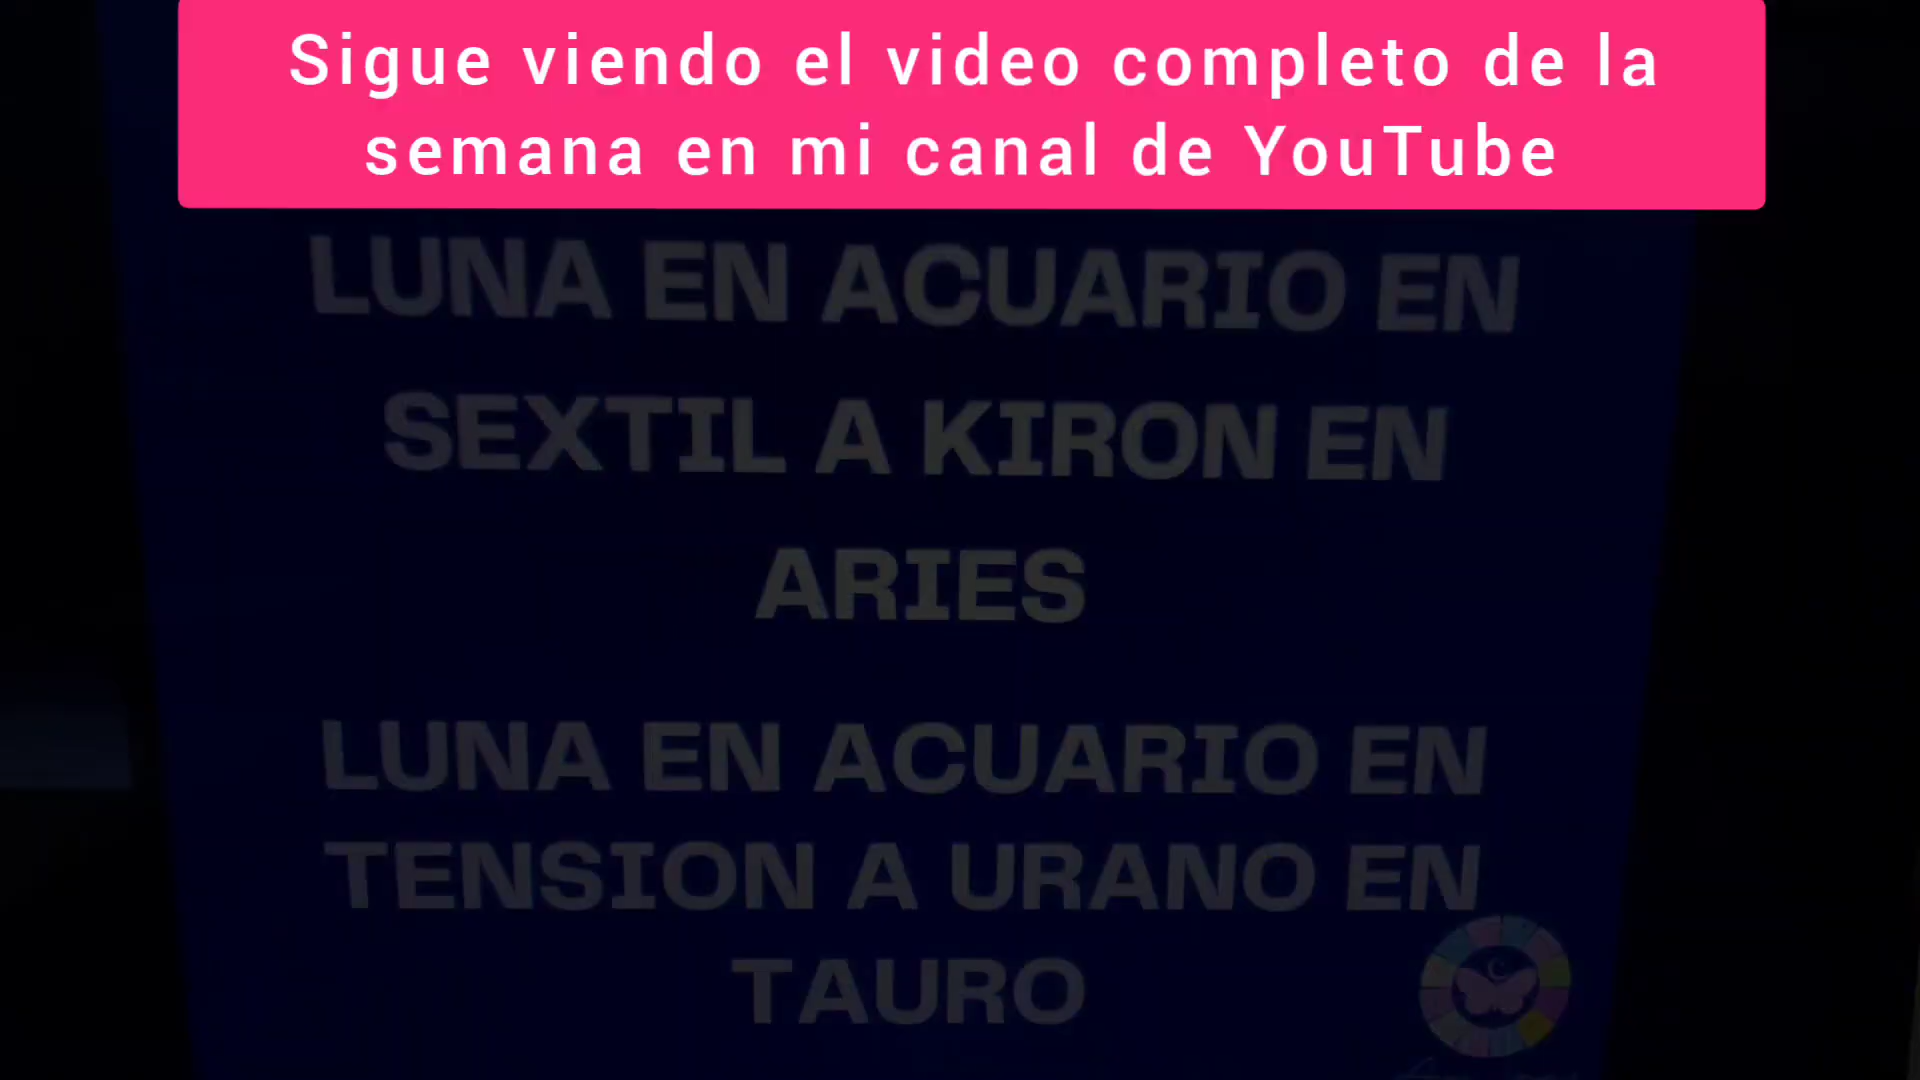 Sigue viendo el video completo de la
semana en mi canal de YouTube
LUNA EN ACUARIO EN
SEXTIL A KIRON EN
ARIES
LUNA EN ACUARIO EN
TENSION A URANO EN
TAURO